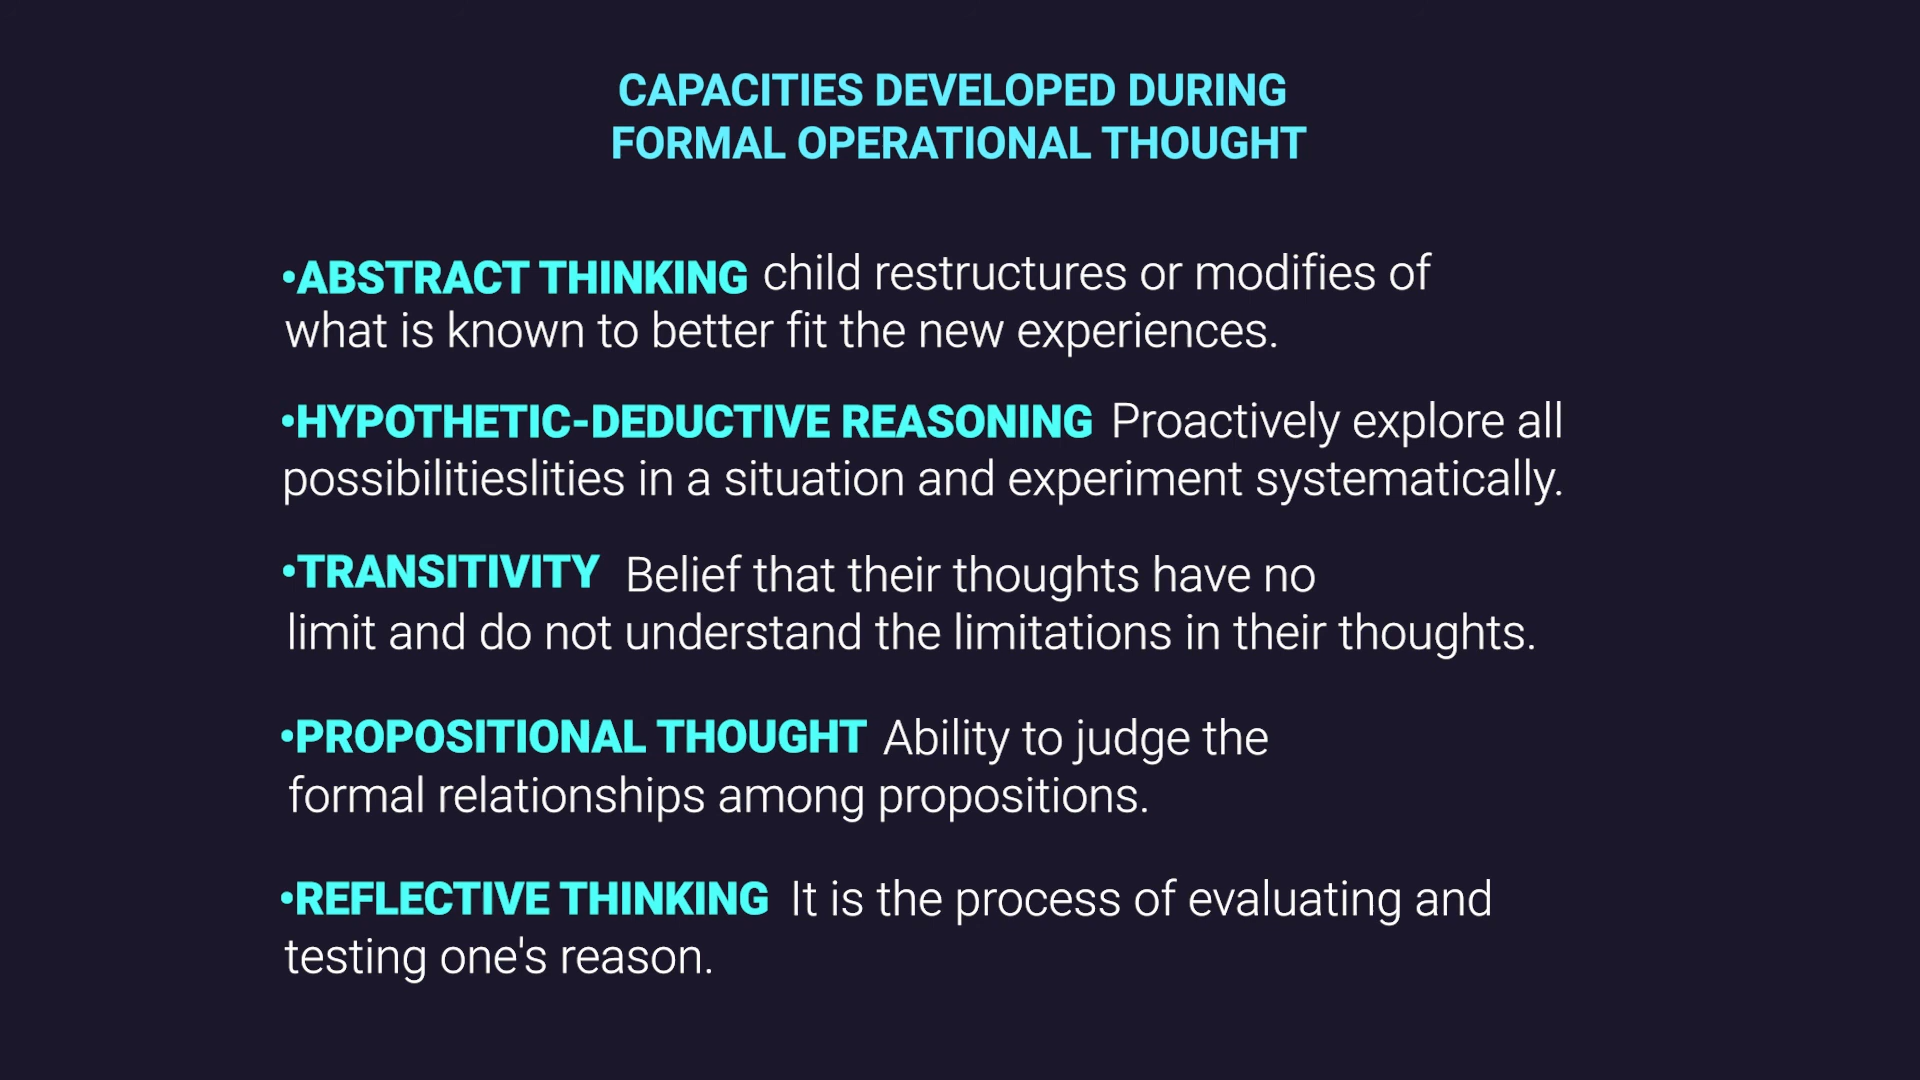 CAPACITIES DEVELOPED DURING
FORMAL OPERATIONAL THOUGHT
•ABSTRACT THINKING child restructures or modifies of
what is known to better fit the new experiences.
•HYPOTHETIC-DEDUCTIVE REASONING Proactively explore all
possibilitieslities in a situation and experiment systematically.
•TRANSITIVITY Belief that their thoughts have no
limit and do not understand the limitations in their thoughts.
•PROPOSITIONAL THOUGHT Ability to judge the
formal relationships among propositions.
•REFLECTIVE THINKING It is the process of evaluating and
testing one's reason.